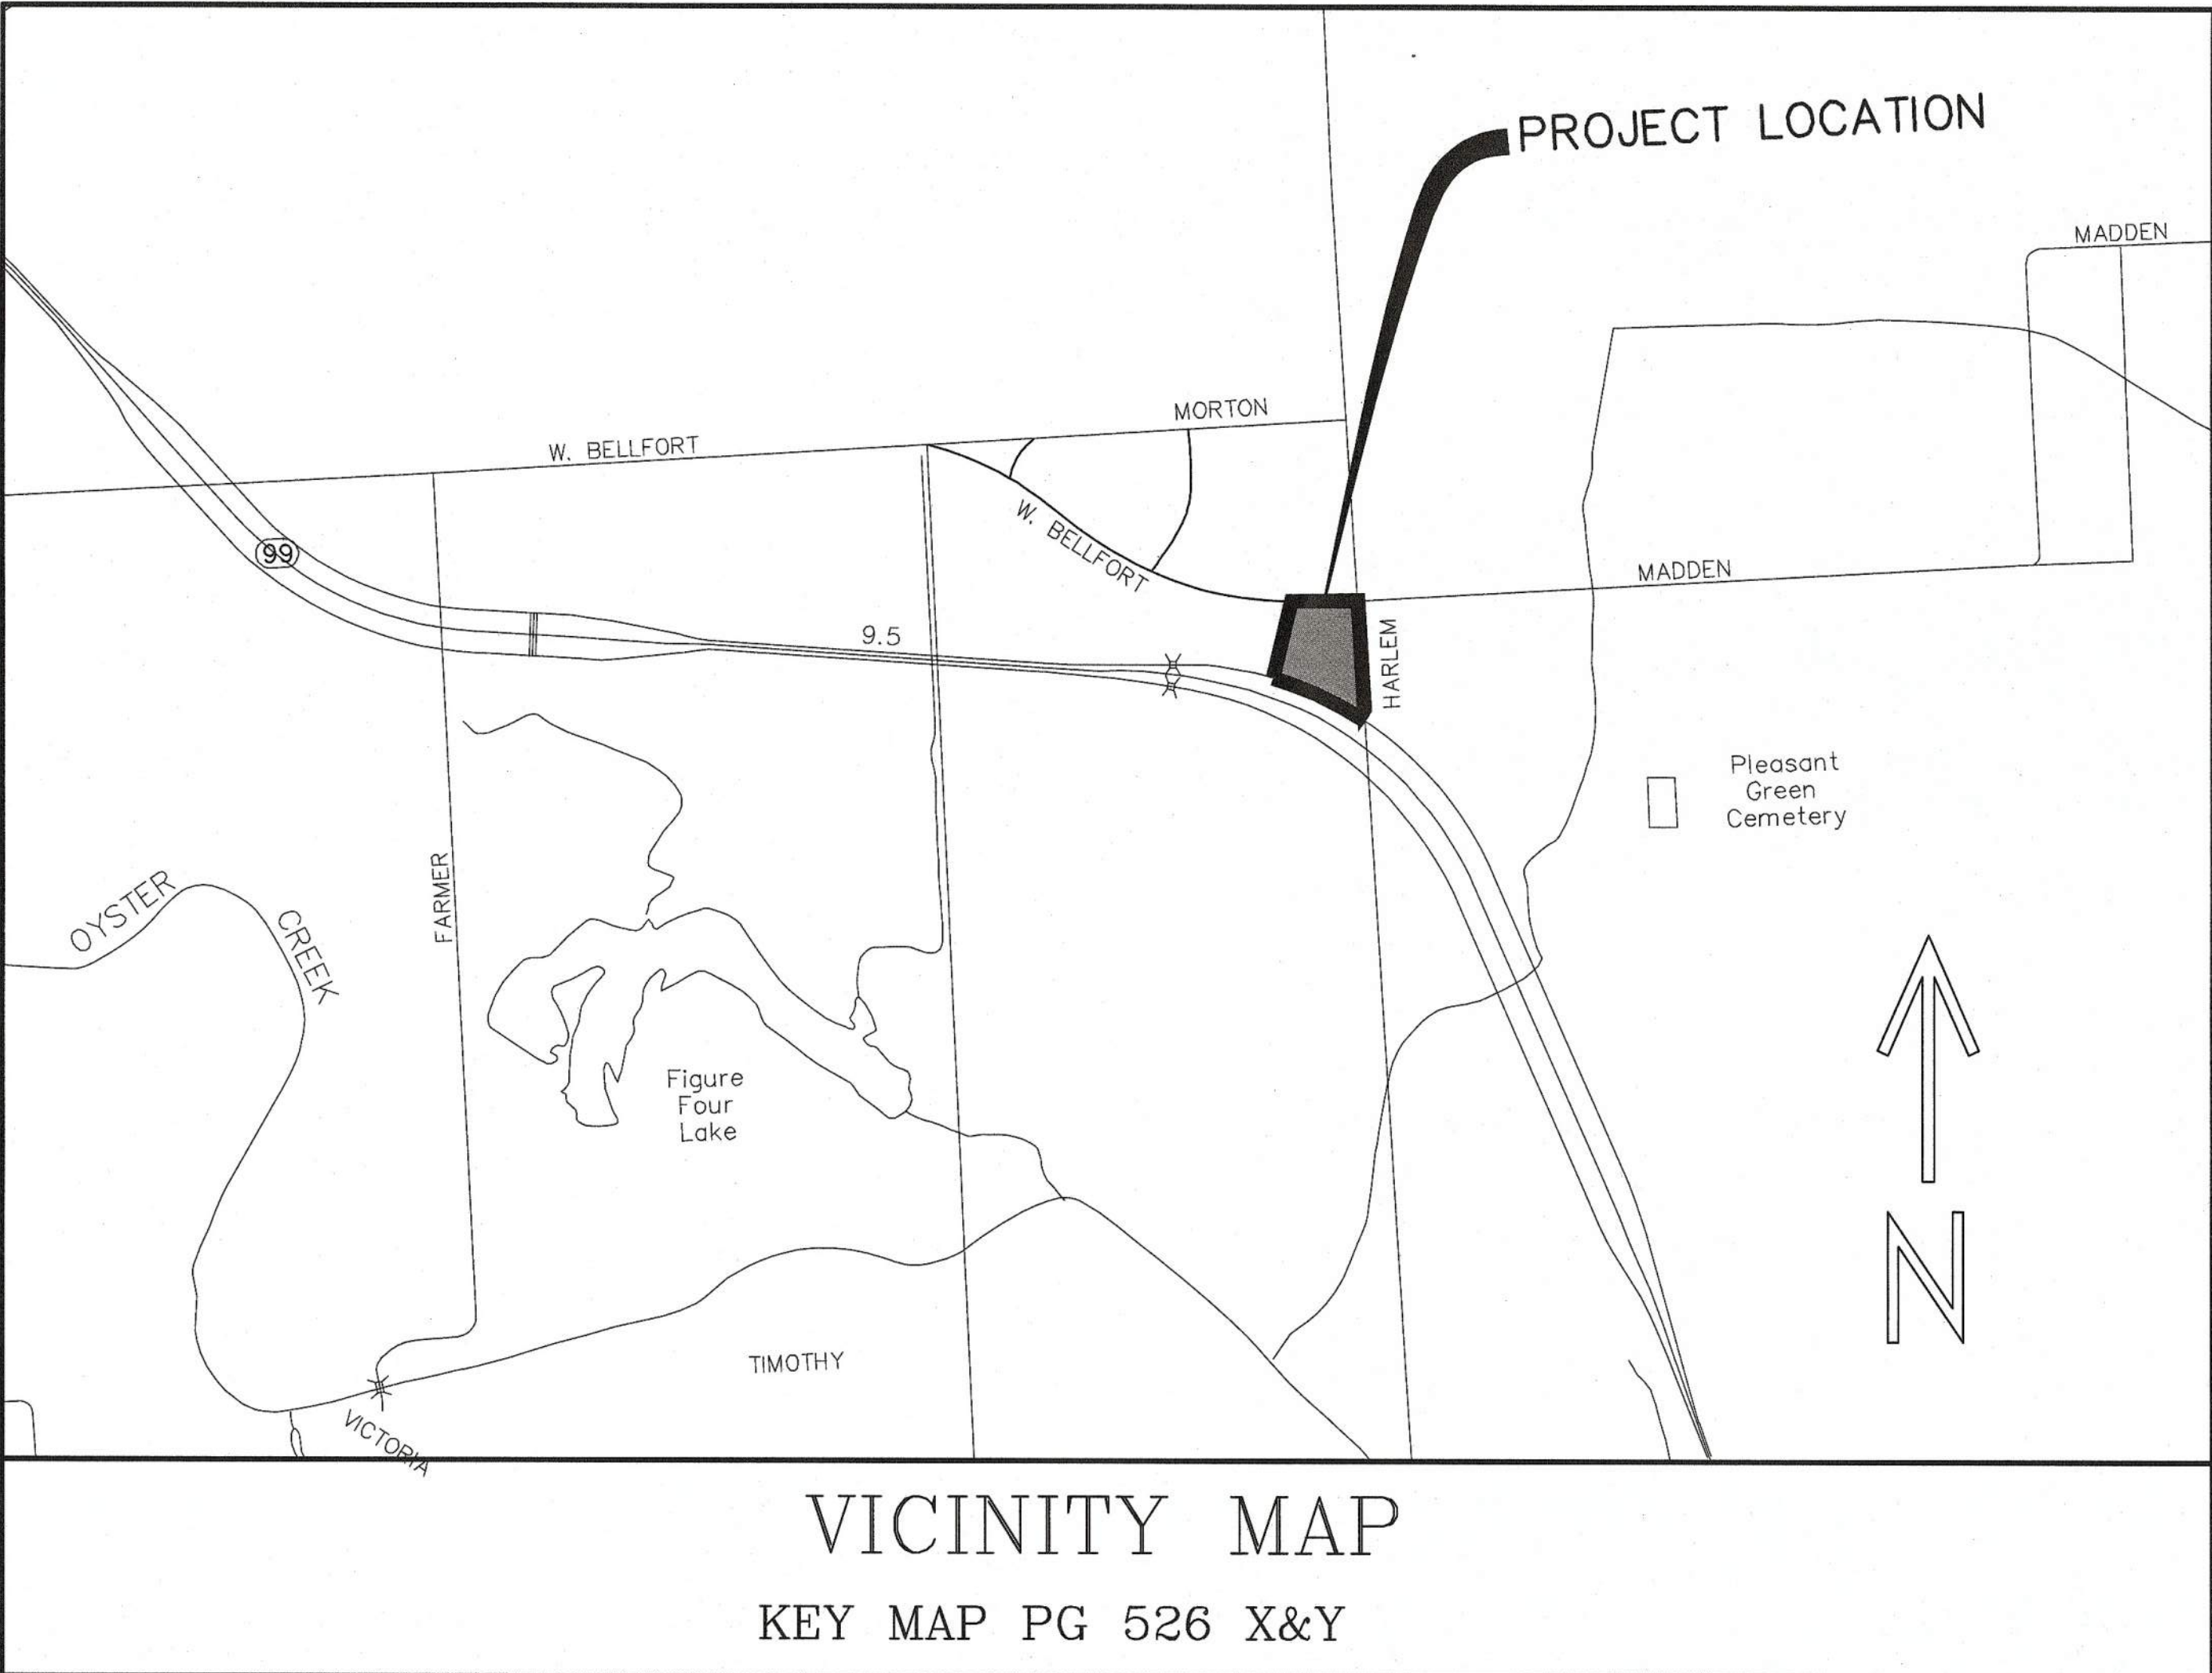 PROJECT LOCATION
MADDEN
MORTON
W. BELLFORT
W. BELLFORT
99
MADDEN
9.5
HARLEM
Pleasant
Green
Cemetery
FARMER
OYSTER
CREEK
Figure
Four
Lake
TIMOTHY
VICTORIA
N
VICINITY MAP
KEY MAP PG 526 X&Y